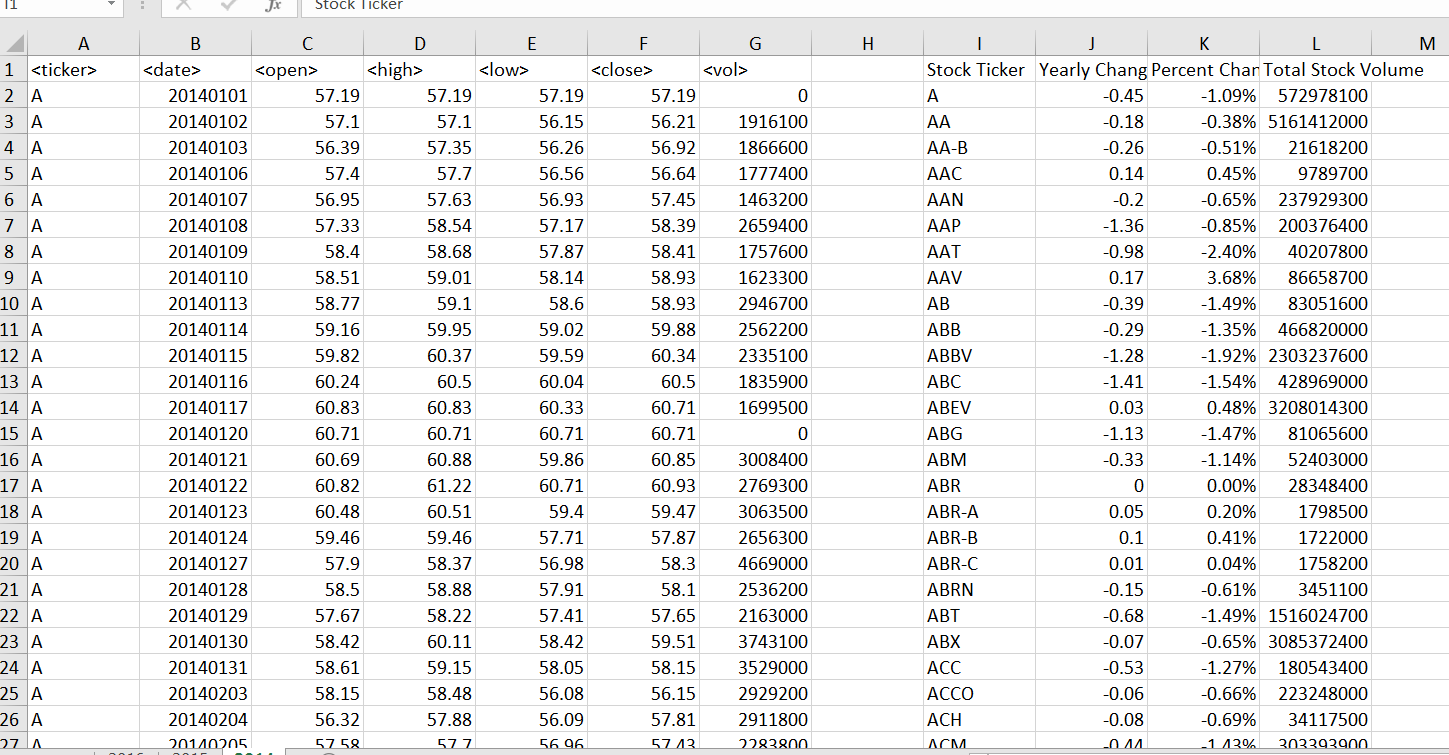 I1 fx Stock Ticker
A B C D E F G H I J K L M
1 <ticker> <date> <open> <high> <low> <close> <vol> Stock Ticker Yearly Chang Percent Chan Total Stock Volume
2 A 20140101 57.19 57.19 57.19 57.19 0 A -0.45 -1.09% 572978100
3 A 20140102 57.1 57.1 56.15 56.21 1916100 AA -0.18 -0.38% 5161412000
4 A 20140103 56.39 57.35 56.26 56.92 1866600 AA-B -0.26 -0.51% 21618200
5 A 20140106 57.4 57.7 56.56 56.64 1777400 AAC 0.14 0.45% 9789700
6 A 20140107 56.95 57.63 56.93 57.45 1463200 AAN -0.2 -0.65% 237929300
7 A 20140108 57.33 58.54 57.17 58.39 2659400 AAP -1.36 -0.85% 200376400
8 A 20140109 58.4 58.68 57.87 58.41 1757600 AAT -0.98 -2.40% 40207800
9 A 20140110 58.51 59.01 58.14 58.93 1623300 AAV 0.17 3.68% 86658700
10 A 20140113 58.77 59.1 58.6 58.93 2946700 AB -0.39 -1.49% 83051600
11 A 20140114 59.16 59.95 59.02 59.88 2562200 ABB -0.29 -1.35% 466820000
12 A 20140115 59.82 60.37 59.59 60.34 2335100 ABBV -1.28 -1.92% 2303237600
13 A 20140116 60.24 60.5 60.04 60.5 1835900 ABC -1.41 -1.54% 428969000
14 A 20140117 60.83 60.83 60.33 60.71 1699500 ABEV 0.03 0.48% 3208014300
15 A 20140120 60.71 60.71 60.71 60.71 0 ABG -1.13 -1.47% 81065600
16 A 20140121 60.69 60.88 59.86 60.85 3008400 ABM -0.33 -1.14% 52403000
17 A 20140122 60.82 61.22 60.71 60.93 2769300 ABR 0 0.00% 28348400
18 A 20140123 60.48 60.51 59.4 59.47 3063500 ABR-A 0.05 0.20% 1798500
19 A 20140124 59.46 59.46 57.71 57.87 2656300 ABR-B 0.1 0.41% 1722000
20 A 20140127 57.9 58.37 56.98 58.3 4669000 ABR-C 0.01 0.04% 1758200
21 A 20140128 58.5 58.88 57.91 58.1 2536200 ABRN -0.15 -0.61% 3451100
22 A 20140129 57.67 58.22 57.41 57.65 2163000 ABT -0.68 -1.49% 1516024700
23 A 20140130 58.42 60.11 58.42 59.51 3743100 ABX -0.07 -0.65% 3085372400
24 A 20140131 58.61 59.15 58.05 58.15 3529000 ACC -0.53 -1.27% 180543400
25 A 20140203 58.15 58.48 56.08 56.15 2929200 ACCO -0.06 -0.66% 223248000
26 A 20140204 56.32 57.88 56.09 57.81 2911800 ACH -0.08 -0.69% 34117500
27 A 20140205 57.58 57.7 56.96 57.43 2283800 ACM -0.44 -1.43% 303393900
2016 2015 2014